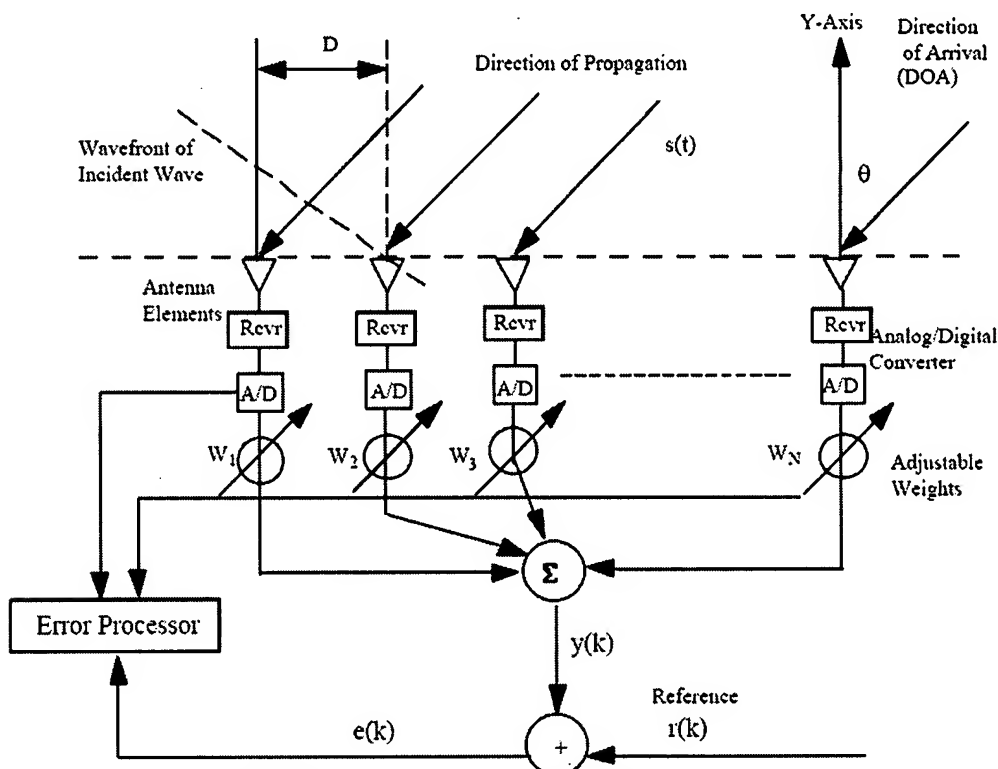 D
Y-Axis
Direction
of Arrival
(DOA)
Direction of Propagation
Wavefront of
Incident Wave
s(t)
θ
Antenna
Elements
Rcvr
Rcvr
Rcvr
Rcvr
Analog/Digital
Converter
A/D
A/D
A/D
A/D
W1
W2
W3
WN
Adjustable
Weights
Σ
Error Processor
y(k)
Reference
e(k)
r(k)
+